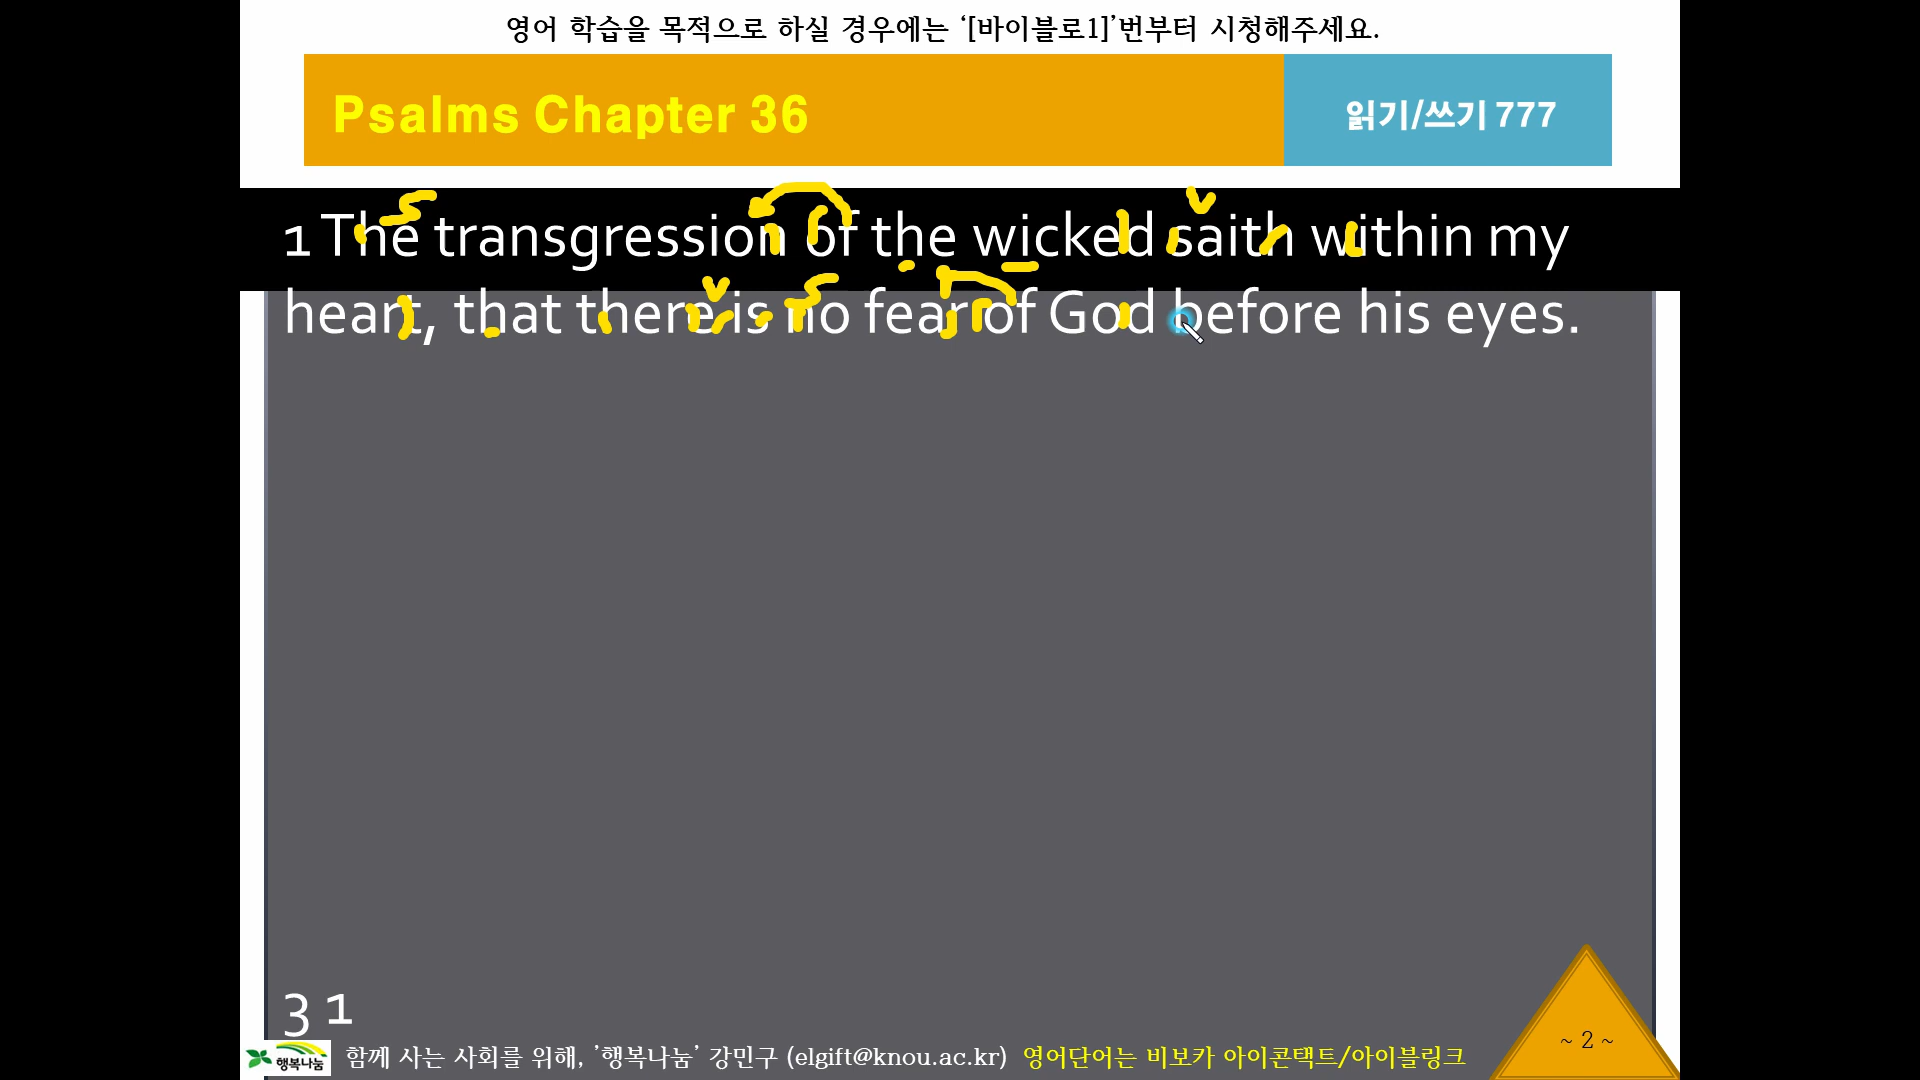 영어 학습을 목적으로 하실 경우에는 ‘[바이블로1]’번부터 시청해주세요.
Psalms Chapter 36
읽기/쓰기 777
1 The transgression of the wicked saith within my
heart, that there is no fear of God before his eyes.
3 1
~ 2 ~
행복나눔
함께 사는 사회를 위해, ’행복나눔’ 강민구 (elgift@knou.ac.kr) 영어단어는 비보카 아이콘택트/아이블링크